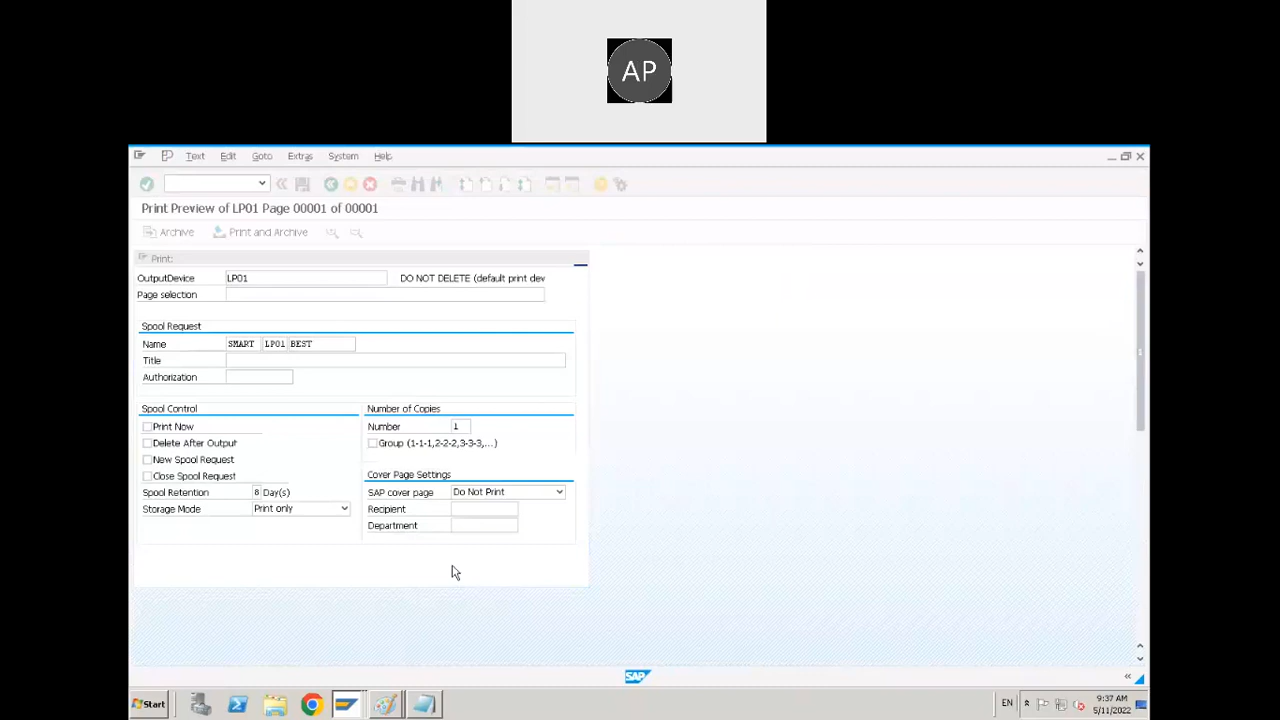 AP
Text Edit Goto Extras System Help
Print Preview of LP01 Page 00001 of 00001
Archive Print and Archive
Print:
OutputDevice LP01 DO NOT DELETE (default print dev
Page selection
Spool Request
Name SMART LP01 BEST
Title
Authorization
Spool Control Number of Copies
Print Now Number 1
Delete After Output Group (1-1-1,2-2-2,3-3-3,...)
New Spool Request
Close Spool Request Cover Page Settings
Spool Retention 8 Day(s) SAP cover page Do Not Print
Storage Mode Print only Recipient
Department
SAP
Start EN 9:37 AM
5/11/2022